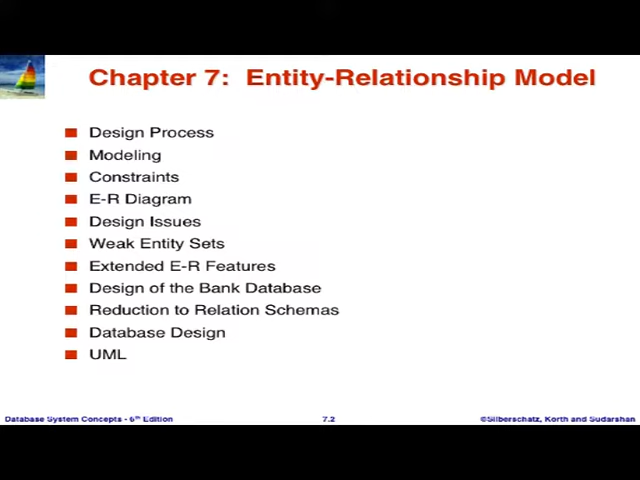 Chapter 7: Entity-Relationship Model
Design Process
Modeling
Constraints
E-R Diagram
Design Issues
Weak Entity Sets
Extended E-R Features
Design of the Bank Database
Reduction to Relation Schemas
Database Design
UML
Database System Concepts - 6th Edition 7.2 ©Silberschatz, Korth and Sudarshan